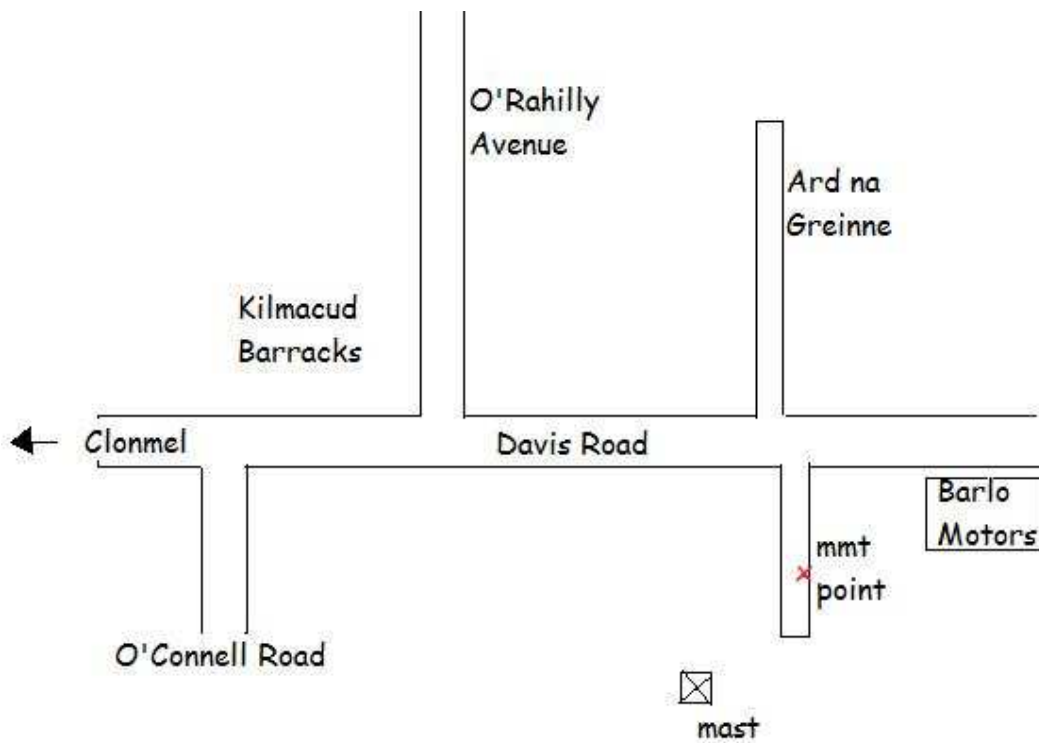 O'Rahilly
Avenue
Ard na
Greinne
Kilmacud
Barracks
Clonmel
Davis Road
Barlo
Motors
mmt
point
O'Connell Road
mast